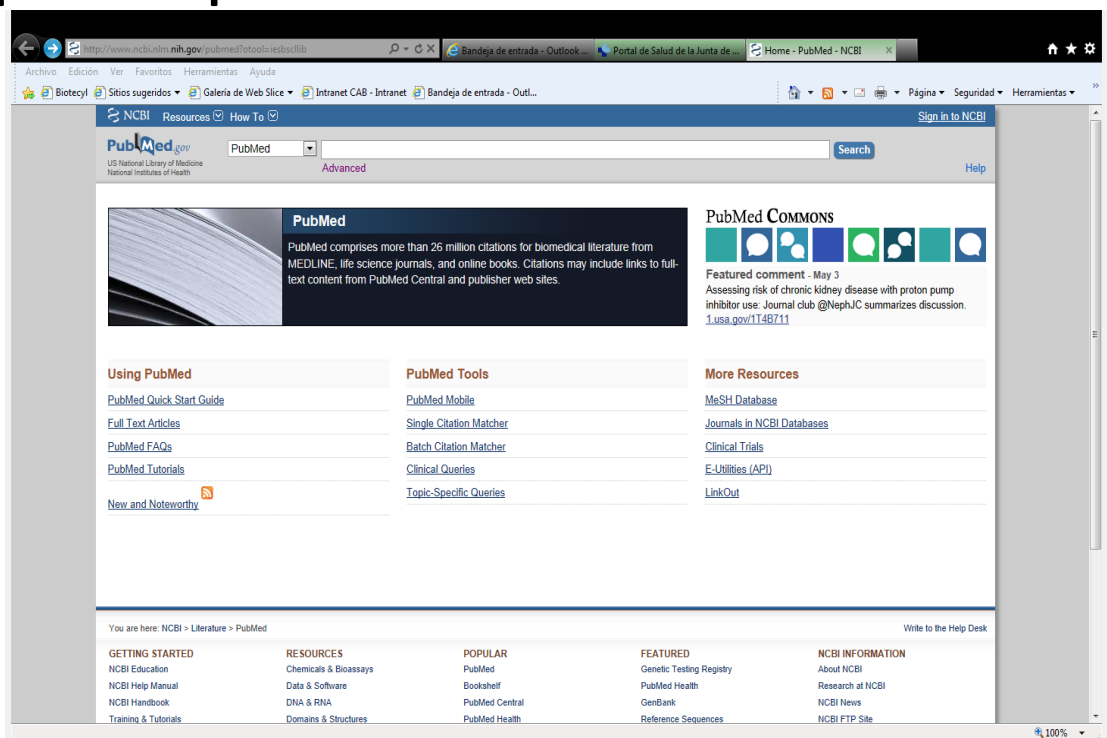 http://www.ncbi.nlm.nih.gov/pubmed?otool=iesbscllib
Bandeja de entrada - Outlook ...
Portal de Salud de la Junta de ...
Home - PubMed - NCBI
Archivo Edición Ver Favoritos Herramientas Ayuda
Biotecyl Sitios sugeridos Galería de Web Slice Intranet CAB - Intranet Bandeja de entrada - Outl... Página Seguridad Herramientas
NCBI Resources How To Sign in to NCBI
PubMed.gov PubMed Search
US National Library of Medicine
National Institutes of Health
Advanced Help
PubMed
PubMed comprises more than 26 million citations for biomedical literature from
MEDLINE, life science journals, and online books. Citations may include links to full-
text content from PubMed Central and publisher web sites.
PubMed COMMONS
Featured comment - May 3
Assessing risk of chronic kidney disease with proton pump
inhibitor use: Journal club @NephJC summarizes discussion.
1.usa.gov/1T4B711
Using PubMed
PubMed Quick Start Guide
Full Text Articles
PubMed FAQs
PubMed Tutorials
New and Noteworthy
PubMed Tools
PubMed Mobile
Single Citation Matcher
Batch Citation Matcher
Clinical Queries
Topic-Specific Queries
More Resources
MeSH Database
Journals in NCBI Databases
Clinical Trials
E-Utilities (API)
LinkOut
You are here: NCBI > Literature > PubMed Write to the Help Desk
GETTING STARTED
NCBI Education
NCBI Help Manual
NCBI Handbook
Training & Tutorials
RESOURCES
Chemicals & Bioassays
Data & Software
DNA & RNA
Domains & Structures
POPULAR
PubMed
Bookshelf
PubMed Central
PubMed Health
FEATURED
Genetic Testing Registry
PubMed Health
GenBank
Reference Sequences
NCBI INFORMATION
About NCBI
Research at NCBI
NCBI News
NCBI FTP Site
100%